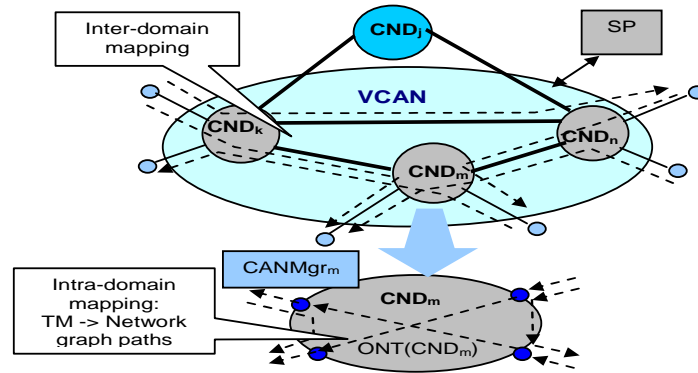 Inter-domain
mapping
CNDj
SP
VCAN
CNDk
CNDn
CNDm
CANMgrm
Intra-domain
mapping:
TM -> Network
graph paths
CNDm
ONT(CNDm)